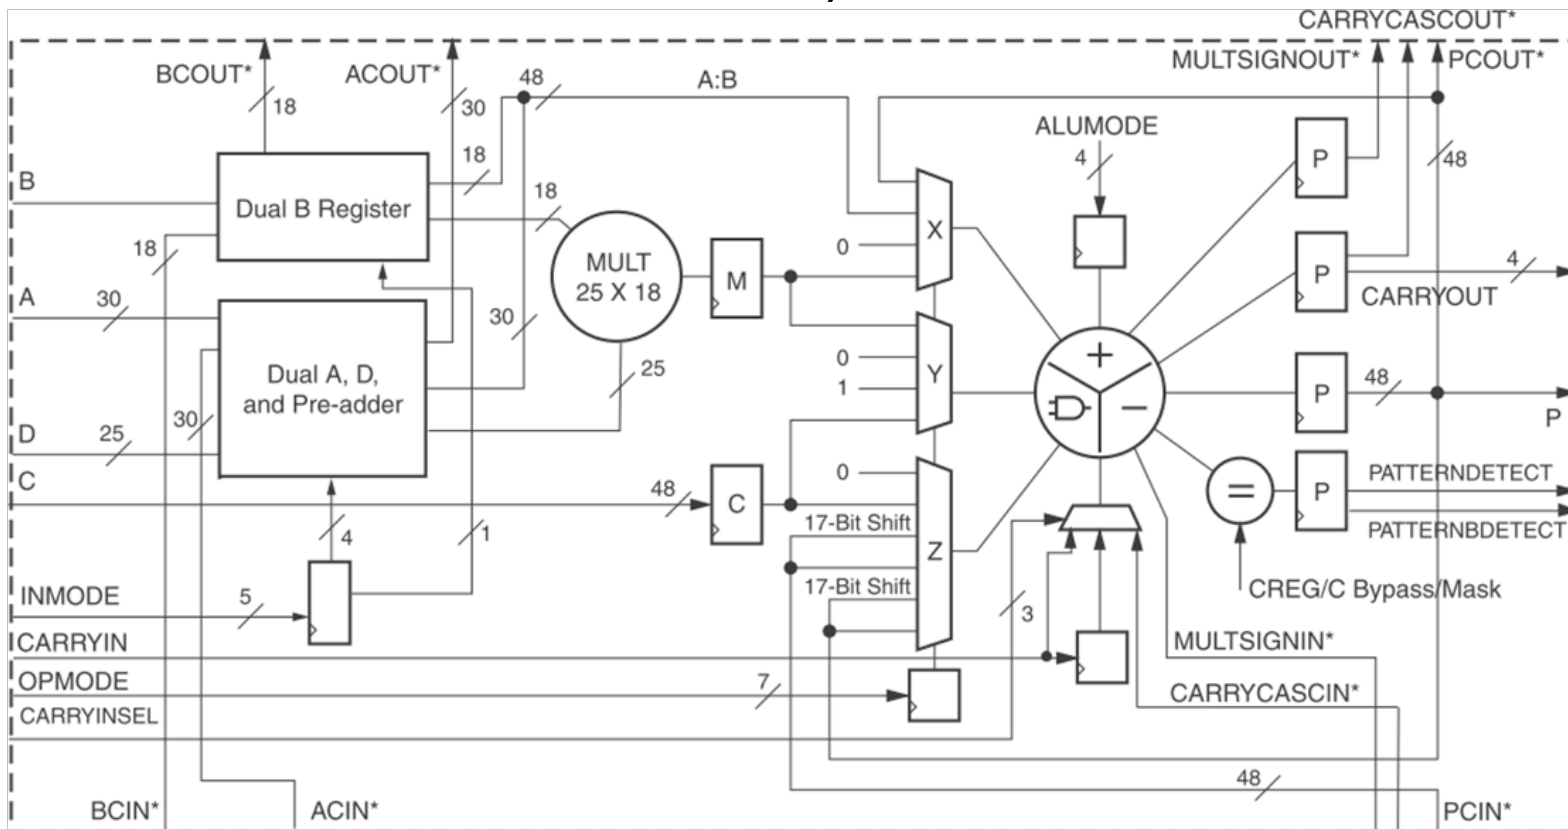 CARRYCASCOUT*
BCOUT*
ACOUT*
MULTSIGNOUT*
PCOUT*
48
A:B
18
30
ALUMODE
4
P
48
B
18
Dual B Register
18
MULT
25 X 18
M
0
X
18
P
4
CARRYOUT
A
30
30
Dual A, D,
and Pre-adder
25
0
1
Y
+
−
P
48
P
D
25
30
C
48
C
0
17-Bit Shift
17-Bit Shift
Z
=
P
PATTERNDETECT
PATTERNBDETECT
4
1
INMODE
5
3
CREG/C Bypass/Mask
CARRYIN
MULTSIGNIN*
OPMODE
7
CARRYCASCIN*
CARRYINSEL
48
BCIN*
ACIN*
PCIN*